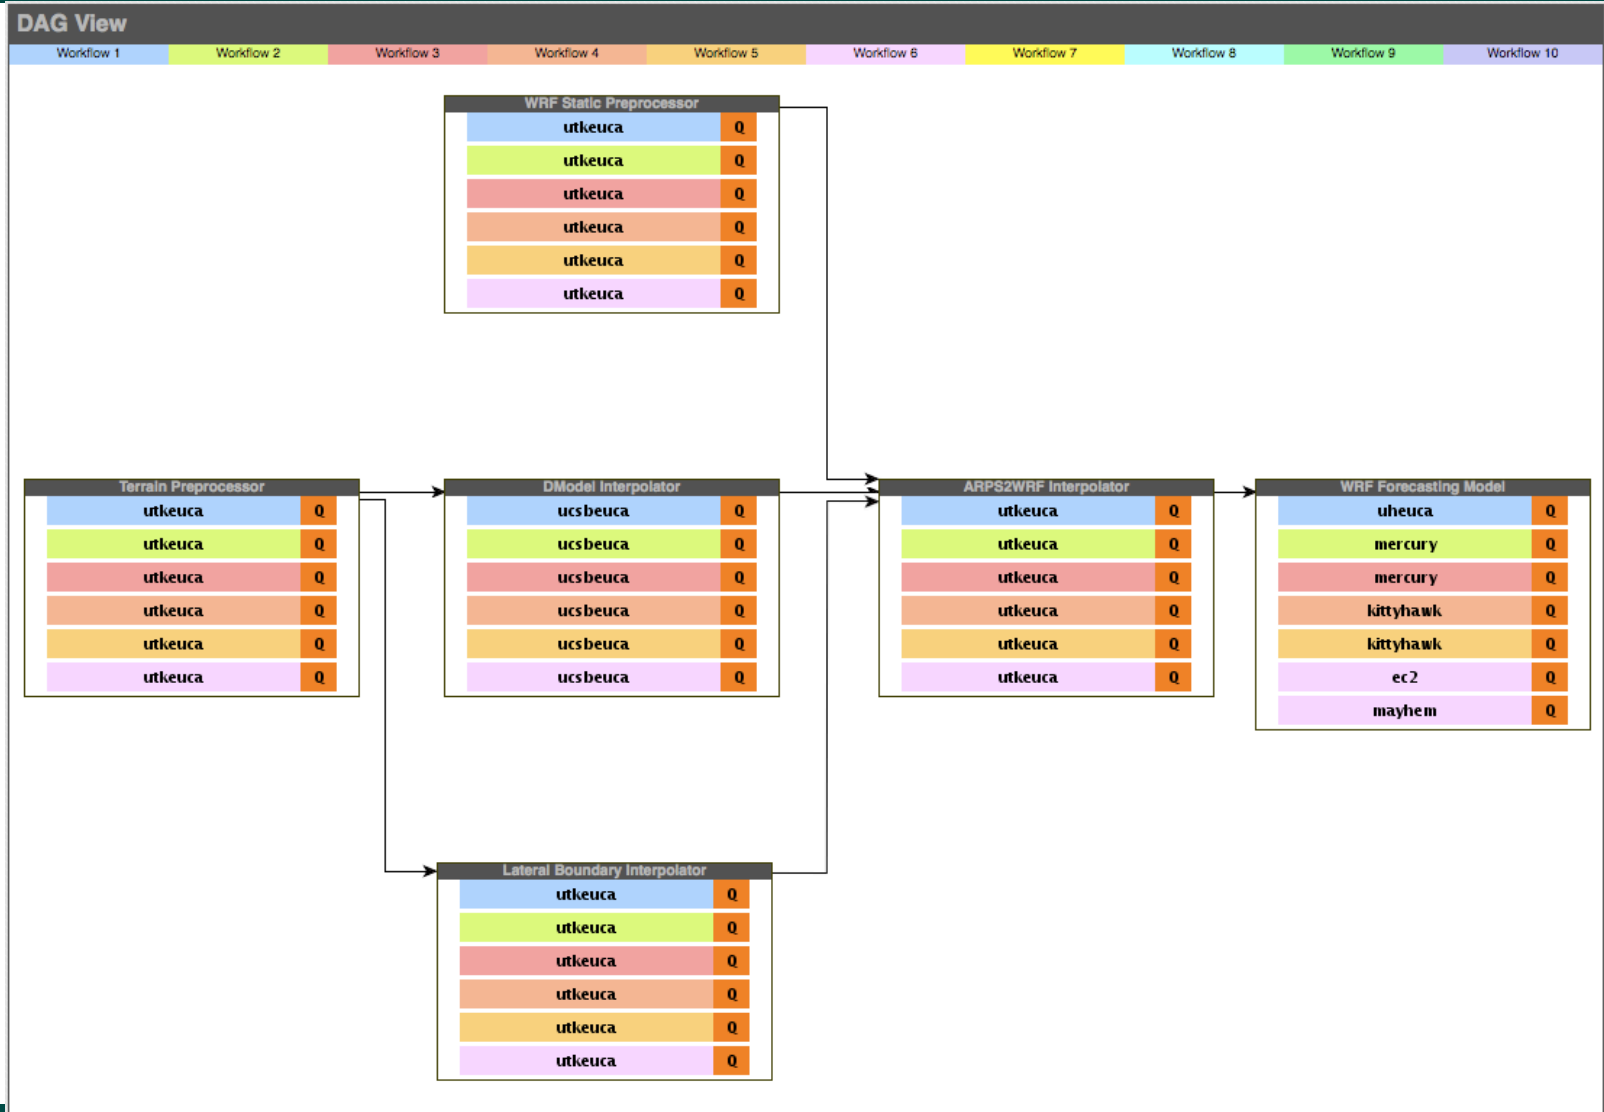 DAG View
Workflow 1 Workflow 2 Workflow 3 Workflow 4 Workflow 5 Workflow 6 Workflow 7 Workflow 8 Workflow 9 Workflow 10
WRF Static Preprocessor
utkeuca Q
utkeuca Q
utkeuca Q
utkeuca Q
utkeuca Q
utkeuca Q
Terrain Preprocessor
utkeuca Q
utkeuca Q
utkeuca Q
utkeuca Q
utkeuca Q
utkeuca Q
DModel Interpolator
ucsbeuca Q
ucsbeuca Q
ucsbeuca Q
ucsbeuca Q
ucsbeuca Q
ucsbeuca Q
ARPS2WRF Interpolator
utkeuca Q
utkeuca Q
utkeuca Q
utkeuca Q
utkeuca Q
utkeuca Q
WRF Forecasting Model
uheuca Q
mercury Q
mercury Q
kittyhawk Q
kittyhawk Q
ec2 Q
mayhem Q
Lateral Boundary Interpolator
utkeuca Q
utkeuca Q
utkeuca Q
utkeuca Q
utkeuca Q
utkeuca Q